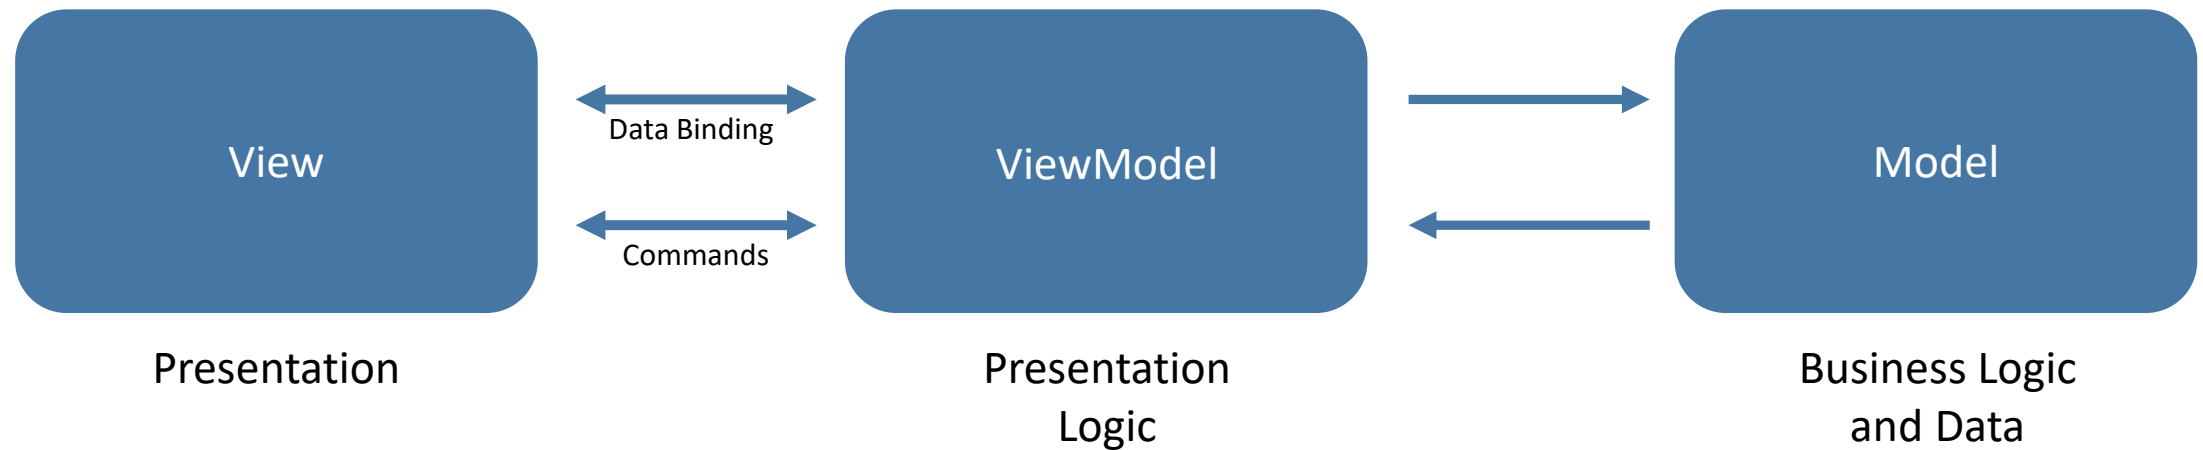 View
Data Binding
Commands
ViewModel
Model
Presentation
Presentation
Logic
Business Logic
and Data